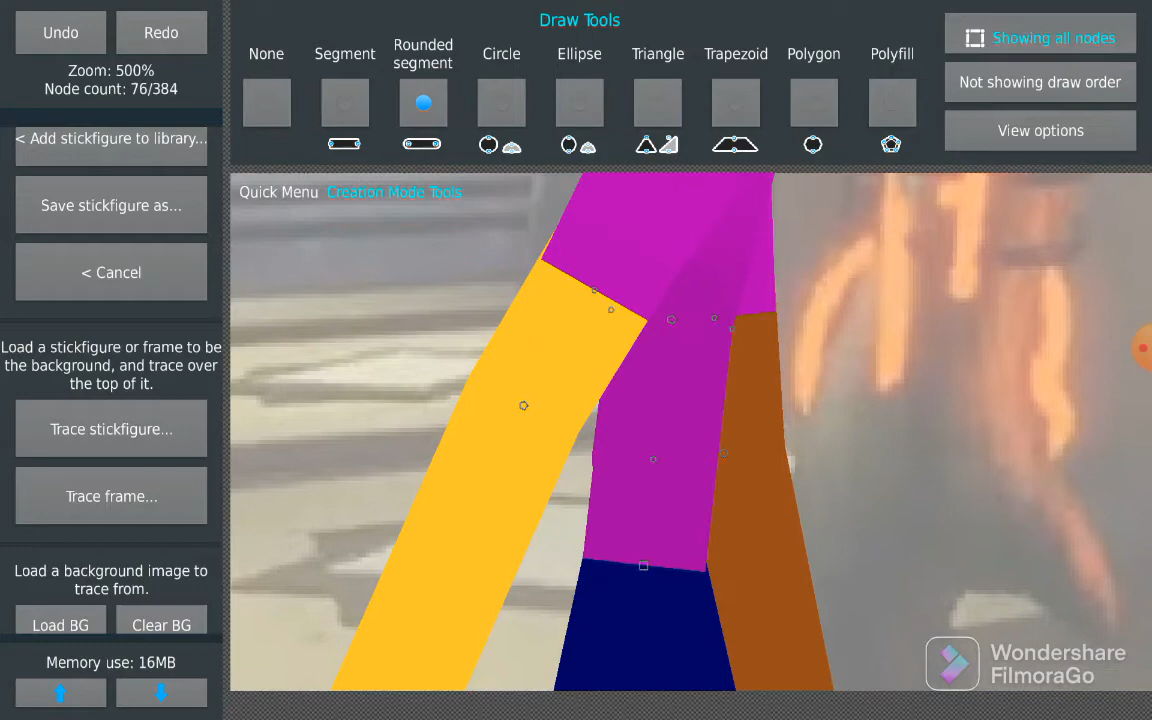 Undo
Redo
Zoom: 500%
Node count: 76/384
< Add stickfigure to library...
Save stickfigure as...
< Cancel
Load a stickfigure or frame to be
the background, and trace over
the top of it.
Trace stickfigure...
Trace frame...
Load a background image to
trace from.
Load BG
Clear BG
Memory use: 16MB
Draw Tools
None
Segment
Rounded
segment
Circle
Ellipse
Triangle
Trapezoid
Polygon
Polyfill
Showing all nodes
Not showing draw order
View options
Quick Menu
Creation Mode Tools
Wondershare
FilmoraGo